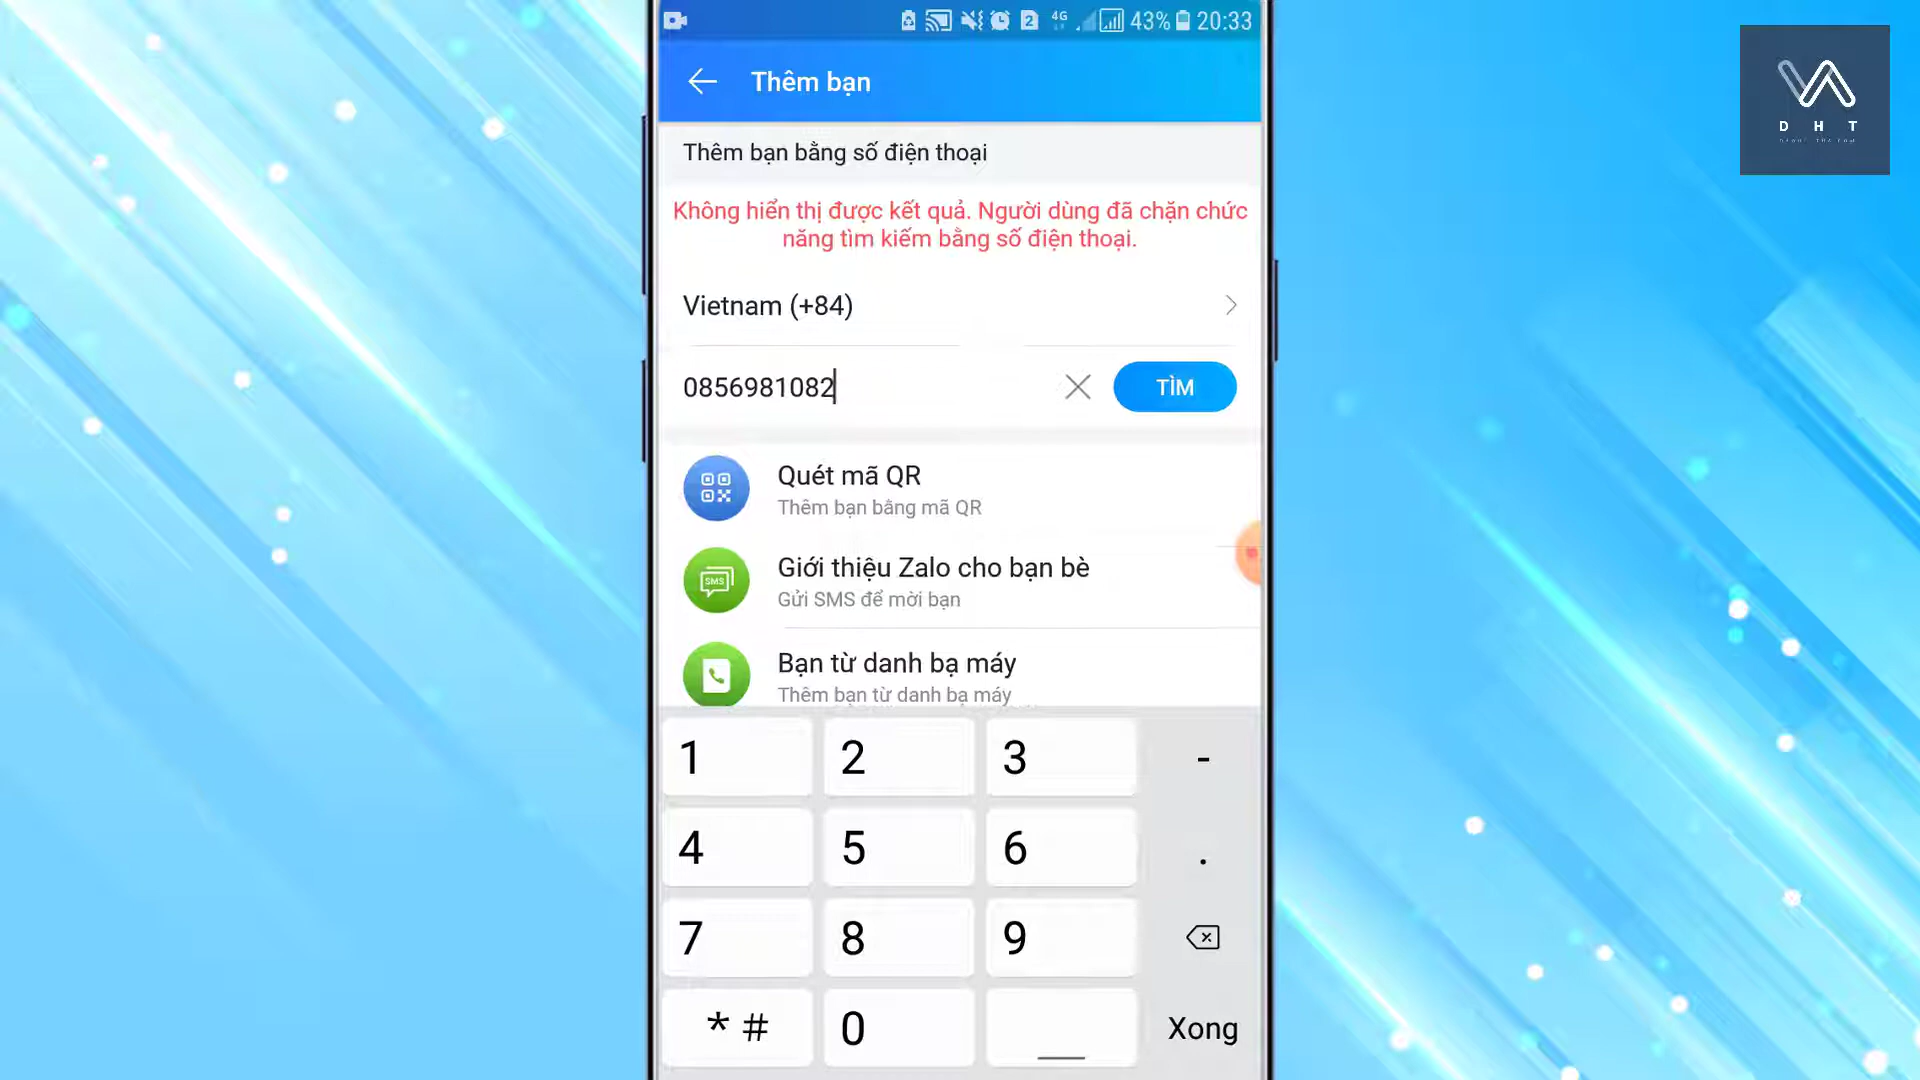 2 4G 43% 20:33
Thêm bạn
D H T
Thêm bạn bằng số điện thoại
Không hiển thị được kết quả. Người dùng đã chặn chức
năng tìm kiếm bằng số điện thoại.
Vietnam (+84)
0856981082 TÌM
Quét mã QR
Thêm bạn bằng mã QR
Giới thiệu Zalo cho bạn bè
SMS
Gửi SMS để mời bạn
Bạn từ danh bạ máy
Thêm bạn từ danh bạ máy
1 2 3 -
4 5 6 .
7 8 9
* # 0 Xong